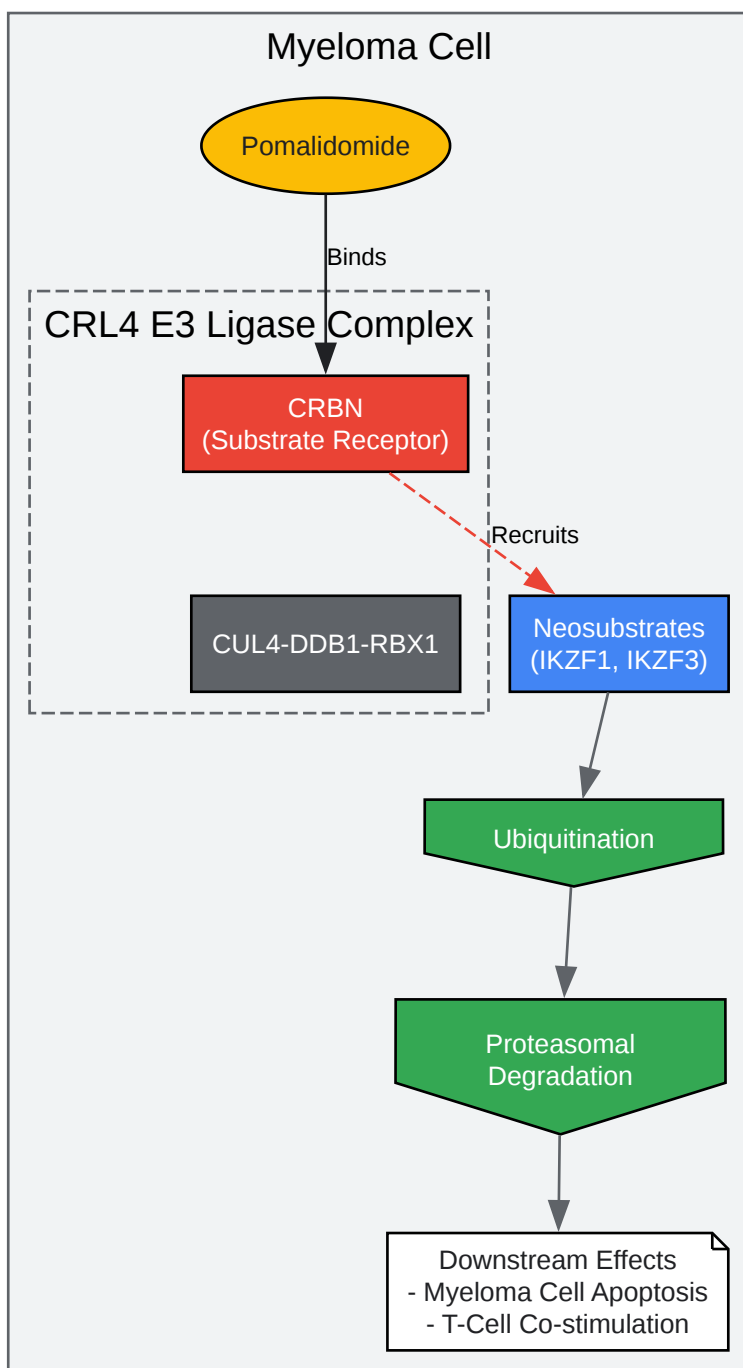 Myeloma Cell
Pomalidomide
Binds
CRL4 E3 Ligase Complex
CRBN
(Substrate Receptor)
Recruits
CUL4-DDB1-RBX1
Neosubstrates
(IKZF1, IKZF3)
Ubiquitination
Proteasomal
Degradation
Downstream Effects
- Myeloma Cell Apoptosis
- T-Cell Co-stimulation